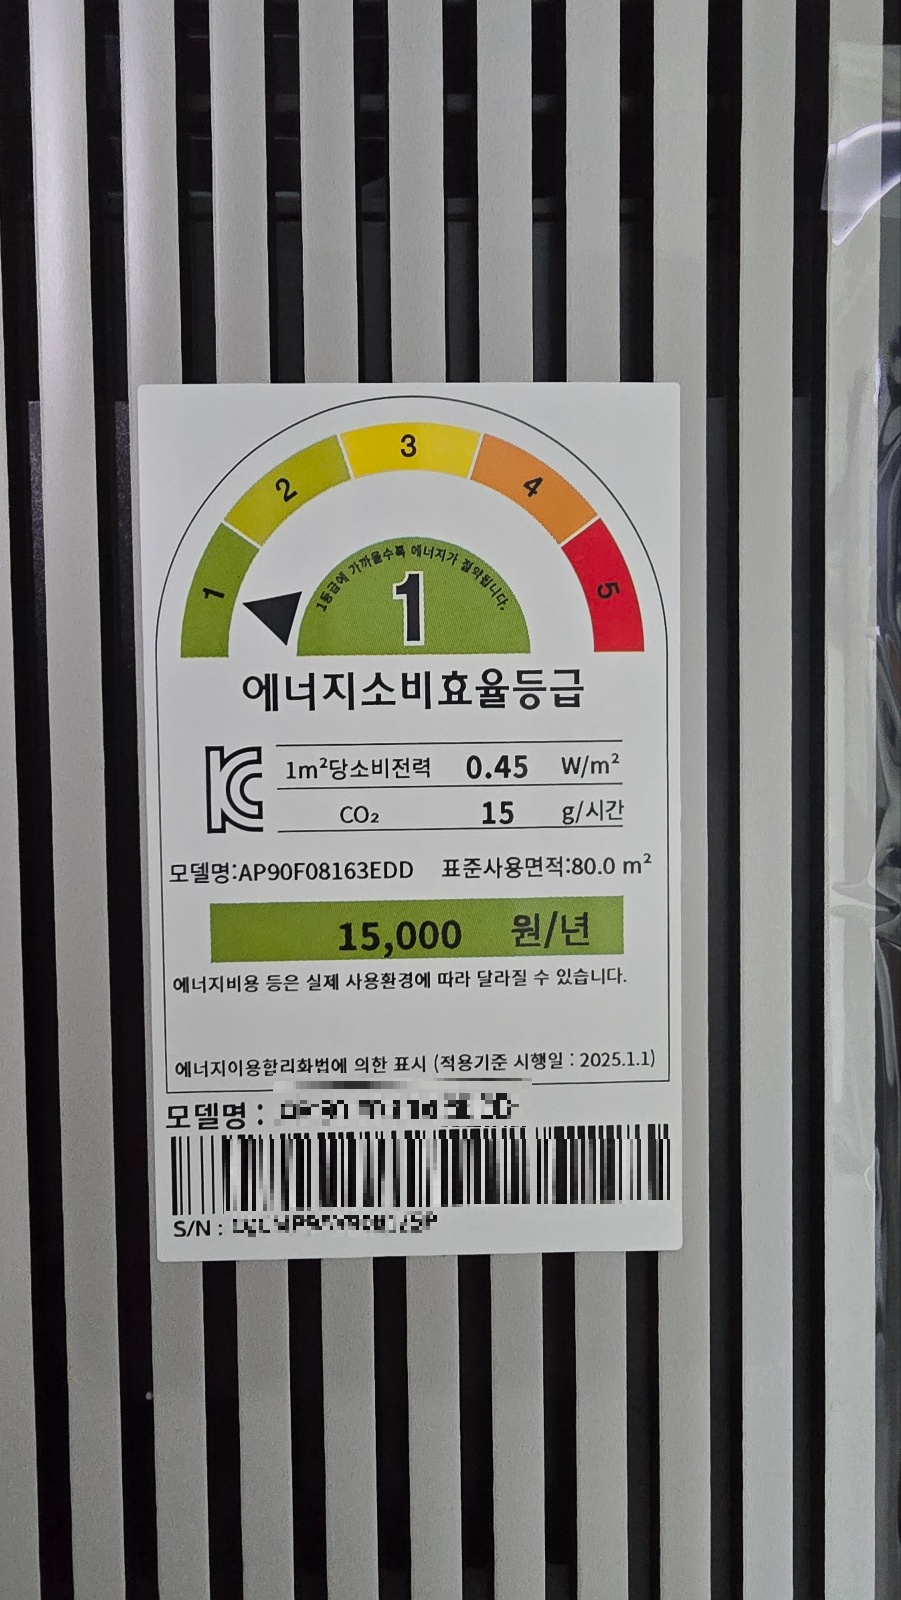 1
2
3
4
5
1등급에 가까울수록 에너지가 절약됩니다.
1
에너지소비효율등급
1m²당소비전력 0.45 W/m²
CO₂ 15 g/시간
모델명:AP90F08163EDD 표준사용면적:80.0 m²
15,000 원/년
에너지비용 등은 실제 사용환경에 따라 달라질 수 있습니다.
에너지이용합리화법에 의한 표시 (적용기준 시행일 : 2025.1.1)
모델명 :
S/N :